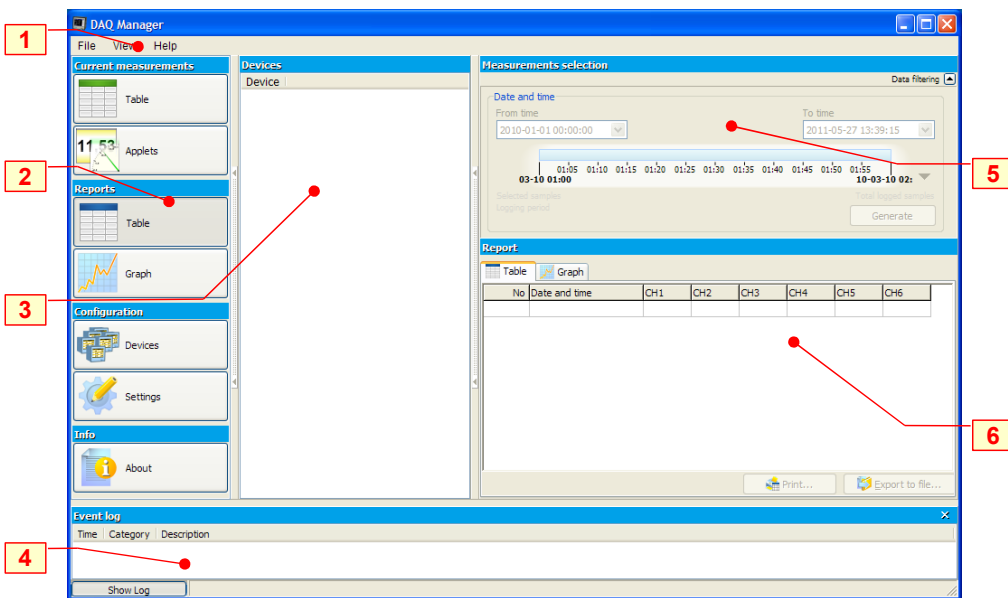 DAQ Manager
File View Help
1
Current measurements
Table
11:53
Applets
2
Reports
Table
Graph
Configuration
Devices
Settings
Info
About
Devices
Device
3
Measurements selection
Data filtering
Date and time
From time
To time
2010-01-01 00:00:00
2011-05-27 13:39:15
01:05 01:10 01:15 01:20 01:25 01:30 01:35 01:40 01:45 01:50 01:55
03-10 01:00
10-03-10 02:
Selected samples
Total logged samples
Logging period
Generate
5
Report
Table Graph
No Date and time CH1 CH2 CH3 CH4 CH5 CH6
6
Print...
Export to file...
Event log
Time Category Description
4
Show Log